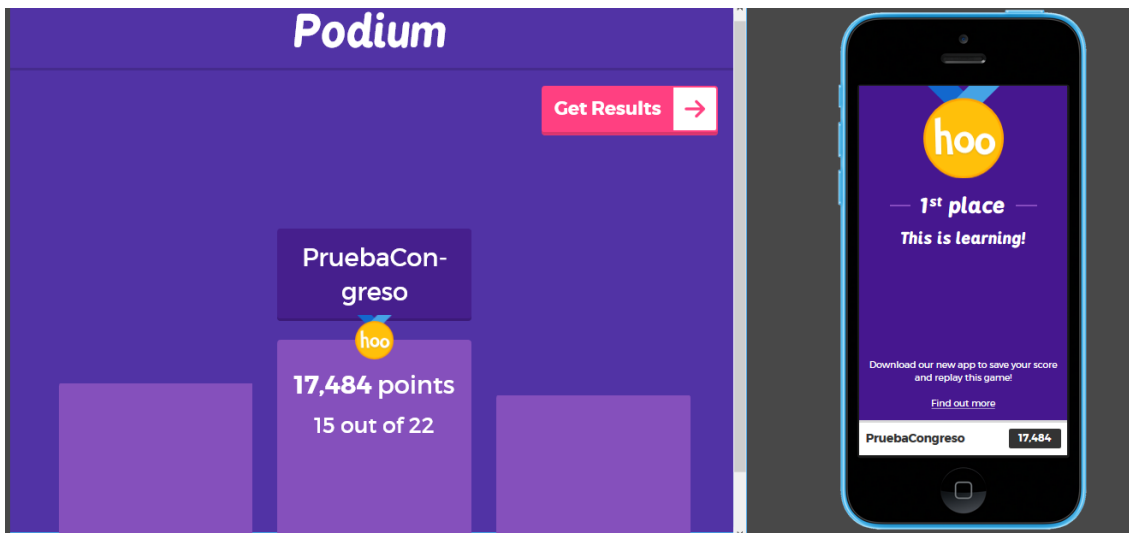 Podium
Get Results
PruebaCon-
greso
hoo
17,484 points
15 out of 22
hoo
1st place
This is learning!
Download our new app to save your score
and replay this game!
Find out more
PruebaCongreso 17,484